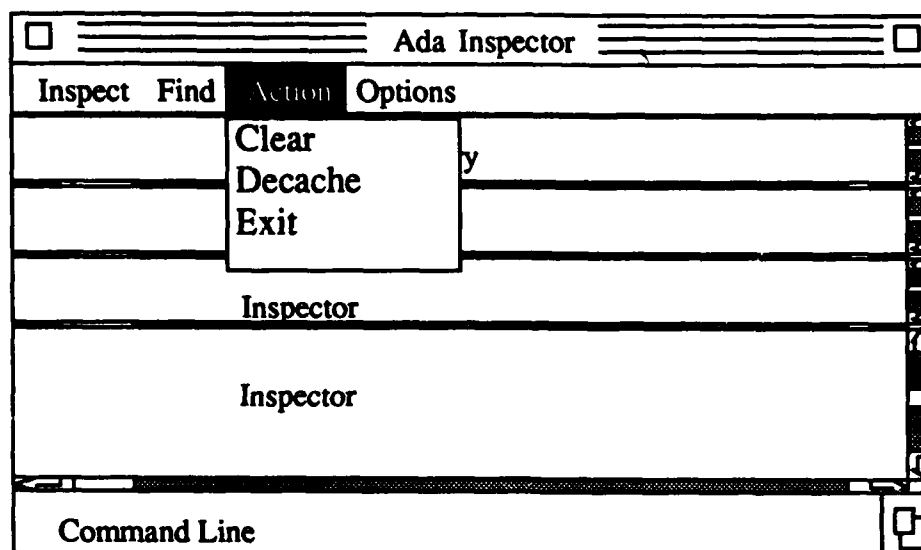 Ada Inspector
Inspect Find Action Options
Clear
y
Decache
Exit
Inspector
Inspector
Command Line